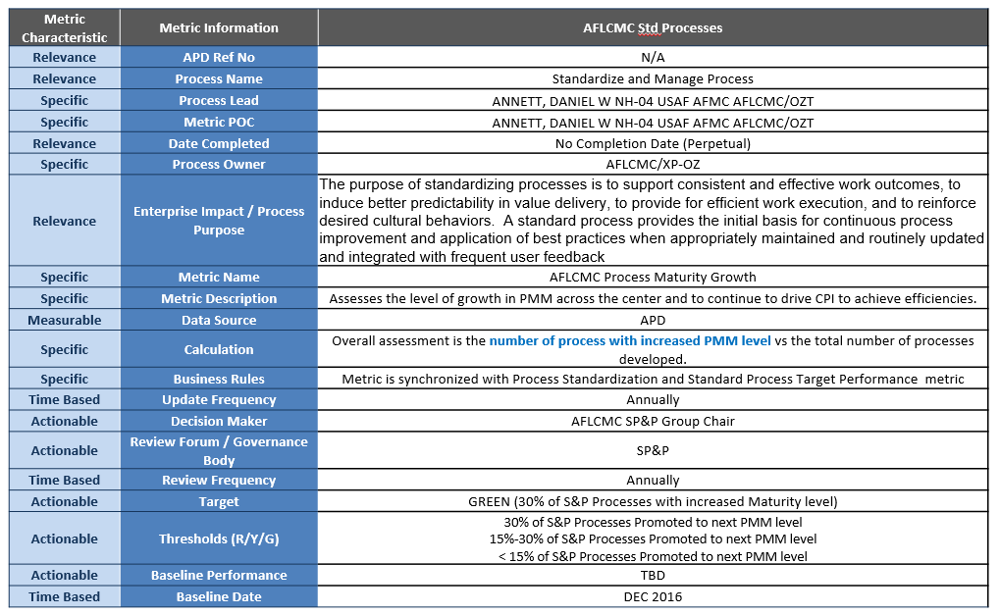 Metric Characteristic Metric Information AFLCMC Std Processes
Relevance APD Ref No N/A
Relevance Process Name Standardize and Manage Process
Specific Process Lead ANNETT, DANIEL W NH-04 USAF AFMC AFLCMC/OZT
Specific Metric POC ANNETT, DANIEL W NH-04 USAF AFMC AFLCMC/OZT
Relevance Date Completed No Completion Date (Perpetual)
Specific Process Owner AFLCMC/XP-OZ
Relevance Enterprise Impact / Process Purpose
The purpose of standardizing processes is to support consistent and effective work outcomes, to
induce better predictability in value delivery, to provide for efficient work execution, and to reinforce
desired cultural behaviors.  A standard process provides the initial basis for continuous process
improvement and application of best practices when appropriately maintained and routinely updated
and integrated with frequent user feedback
Specific Metric Name AFLCMC Process Maturity Growth
Specific Metric Description Assesses the level of growth in PMM across the center and to continue to drive CPI to achieve efficiencies.
Measurable Data Source APD
Specific Calculation Overall assessment is the number of process with increased PMM level vs the total number of processes
developed.
Specific Business Rules Metric is synchronized with Process Standardization and Standard Process Target Performance  metric
Time Based Update Frequency Annually
Actionable Decision Maker AFLCMC SP&P Group Chair
Actionable Review Forum / Governance Body SP&P
Time Based Review Frequency Annually
Actionable Target GREEN (30% of S&P Processes with increased Maturity level)
Actionable Thresholds (R/Y/G) 30% of S&P Processes Promoted to next PMM level
15%-30% of S&P Processes Promoted to next PMM level
< 15% of S&P Processes Promoted to next PMM level
Actionable Baseline Performance TBD
Time Based Baseline Date DEC 2016